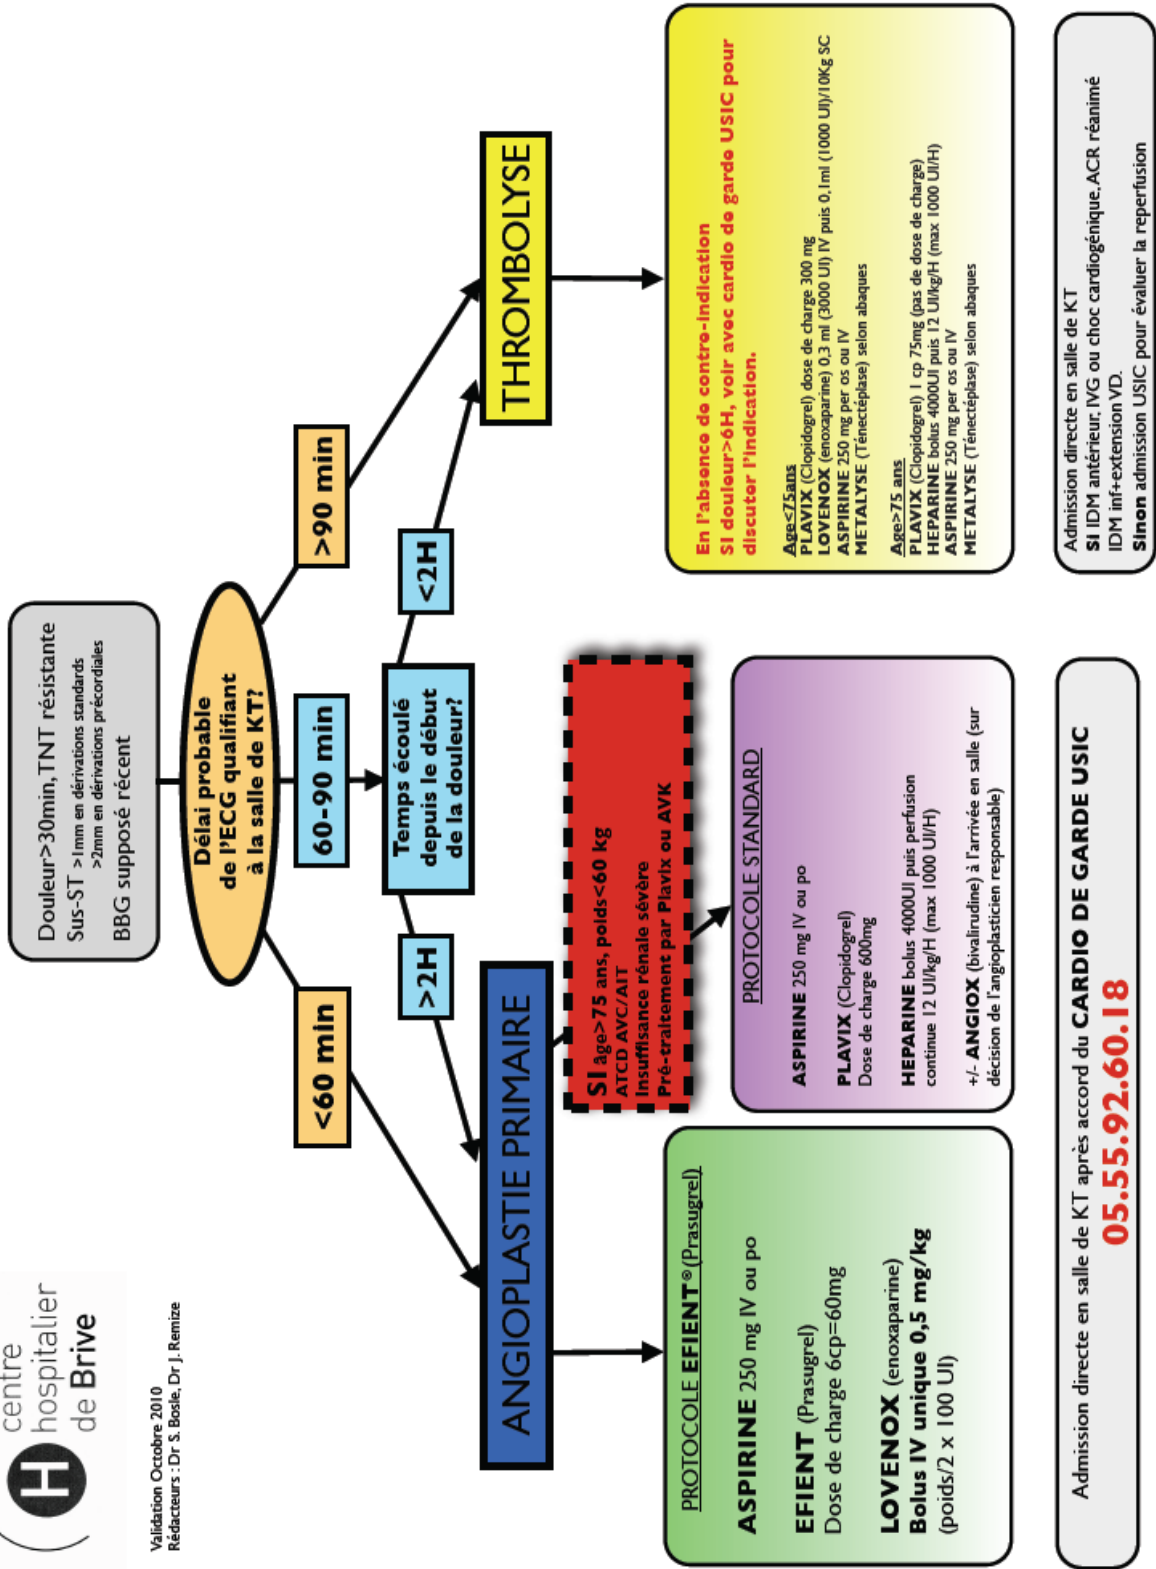 centre
hospitalier
de Brive
H
Validation Octobre 2010
Rédacteurs : Dr S. Bosle, Dr J. Remize
Douleur>30min, TNT résistante
Sus-ST >1mm en dérivations standards
>2mm en dérivations précordiales
BBG supposé récent
Délai probable
de l'ECG qualifiant
à la salle de KT?
<60 min
60-90 min
>90 min
Temps écoulé
depuis le début
de la douleur?
>2H
<2H
ANGIOPLASTIE PRIMAIRE
THROMBOLYSE
SI age>75 ans, poids<60 kg
ATCD AVC/AIT
Insuffisance rénale sévère
Pré-traitement par Plavix ou AVK
PROTOCOLE EFIENT®(Prasugrel)
ASPIRINE 250 mg IV ou po
EFIENT (Prasugrel)
Dose de charge 6cp=60mg
LOVENOX (enoxaparine)
Bolus IV unique 0,5 mg/kg
(poids/2 x 100 UI)
PROTOCOLE STANDARD
ASPIRINE 250 mg IV ou po
PLAVIX (Clopidogrel)
Dose de charge 600mg
HEPARINE bolus 4000UI puis perfusion
continue 12 UI/kg/H (max 1000 UI/H)
+/- ANGIOX (bivalirudine) à l'arrivée en salle (sur
décision de l'angioplasticien responsable)
En l'absence de contre-indication
SI douleur>6H, voir avec cardio de garde USIC pour
discuter l'indication.
Age<75ans
PLAVIX (Clopidogrel) dose de charge 300 mg
LOVENOX (enoxaparine) 0,3 ml (3000 UI) IV puis 0,1ml (1000 UI)/10Kg SC
ASPIRINE 250 mg per os ou IV
METALYSE (Ténectéplase) selon abaques
Age>75 ans
PLAVIX (Clopidogrel) 1 cp 75mg (pas de dose de charge)
HEPARINE bolus 4000UI puis 12 UI/kg/H (max 1000 UI/H)
ASPIRINE 250 mg per os ou IV
METALYSE (Ténectéplase) selon abaques
Admission directe en salle de KT après accord du CARDIO DE GARDE USIC
05.55.92.60.18
Admission directe en salle de KT
Si IDM antérieur, IVG ou choc cardiogénique, ACR réanimé
IDM inf+extension VD.
Sinon admission USIC pour évaluer la reperfusion